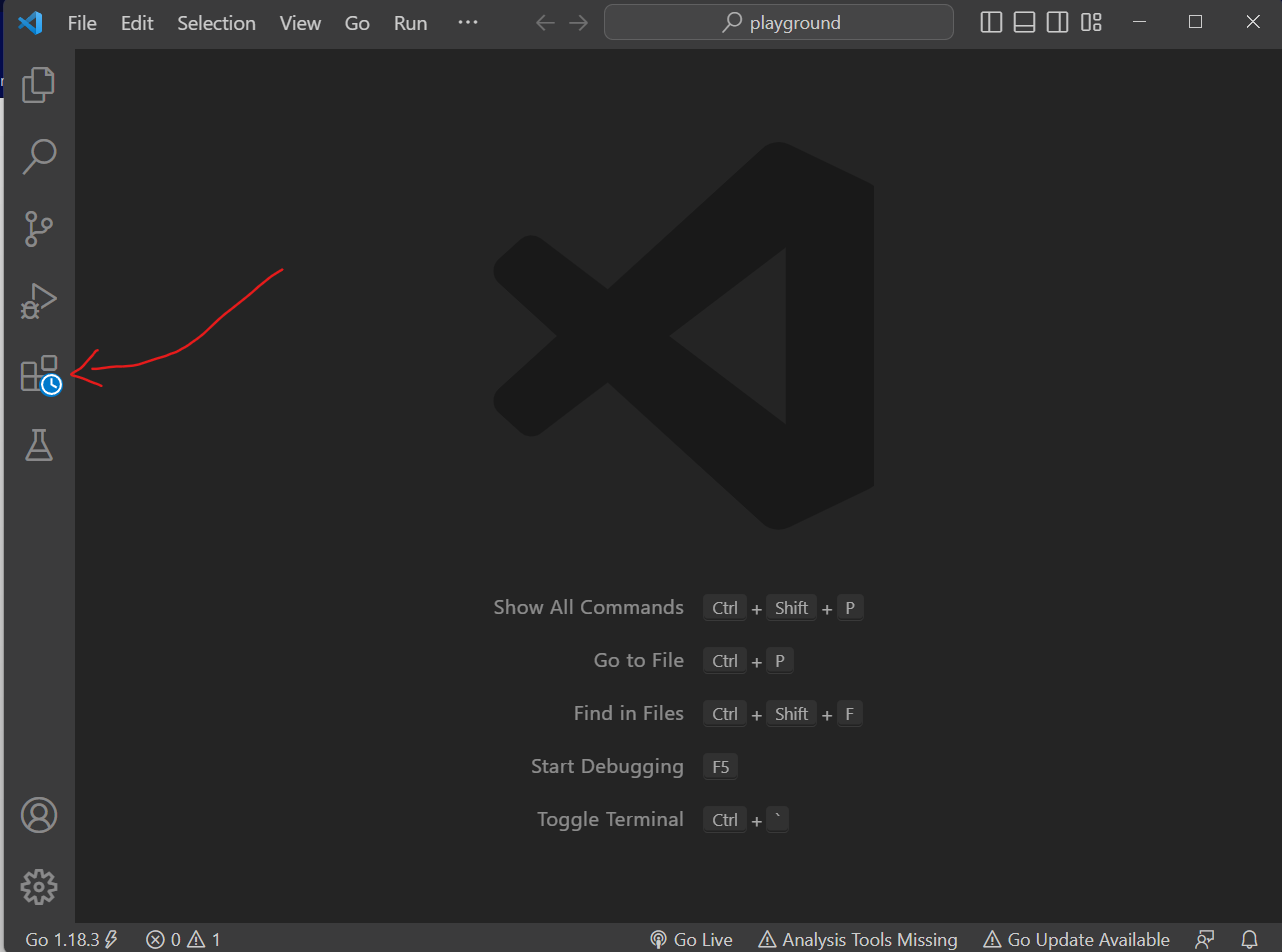 File Edit Selection View Go Run ···
playground
Show All Commands Ctrl + Shift + P
Go to File Ctrl + P
Find in Files Ctrl + Shift + F
Start Debugging F5
Toggle Terminal Ctrl + `
Go 1.18.3 0 1 Go Live Analysis Tools Missing Go Update Available